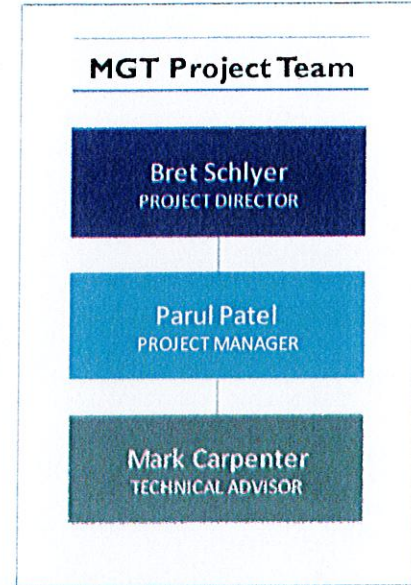 MGT Project Team
Bret Schlyer
PROJECT DIRECTOR
Parul Patel
PROJECT MANAGER
Mark Carpenter
TECHNICAL ADVISOR